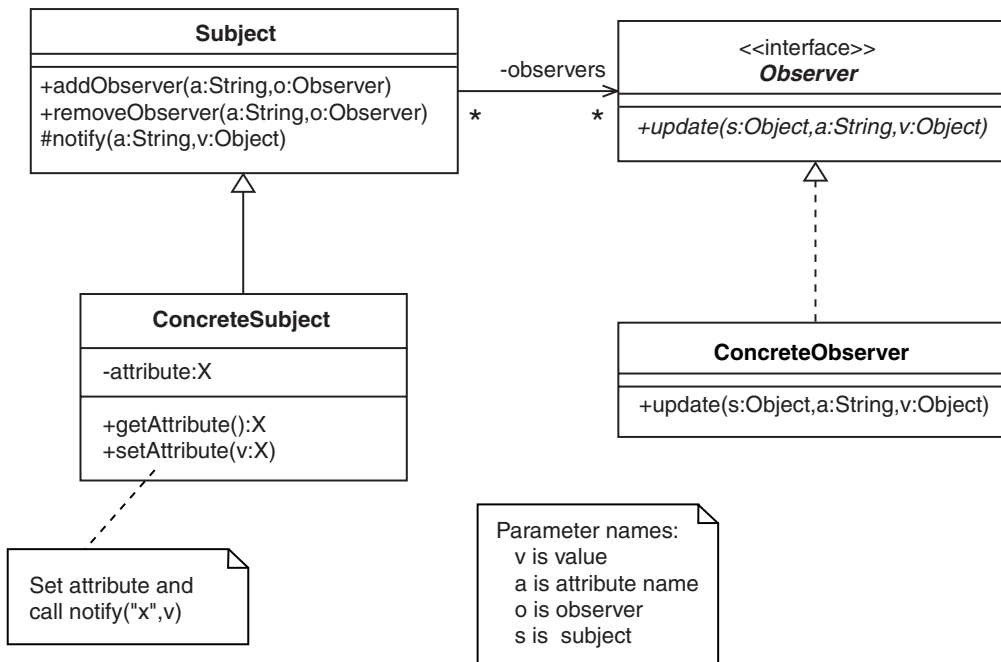 Subject
+addObserver(a:String,o:Observer)
+removeObserver(a:String,o:Observer)
#notify(a:String,v:Object)
-observers
*
*
<<interface>>
Observer
+update(s:Object,a:String,v:Object)
ConcreteSubject
-attribute:X
+getAttribute():X
+setAttribute(v:X)
ConcreteObserver
+update(s:Object,a:String,v:Object)
Set attribute and
call notify("x",v)
Parameter names:
v is value
a is attribute name
o is observer
s is subject